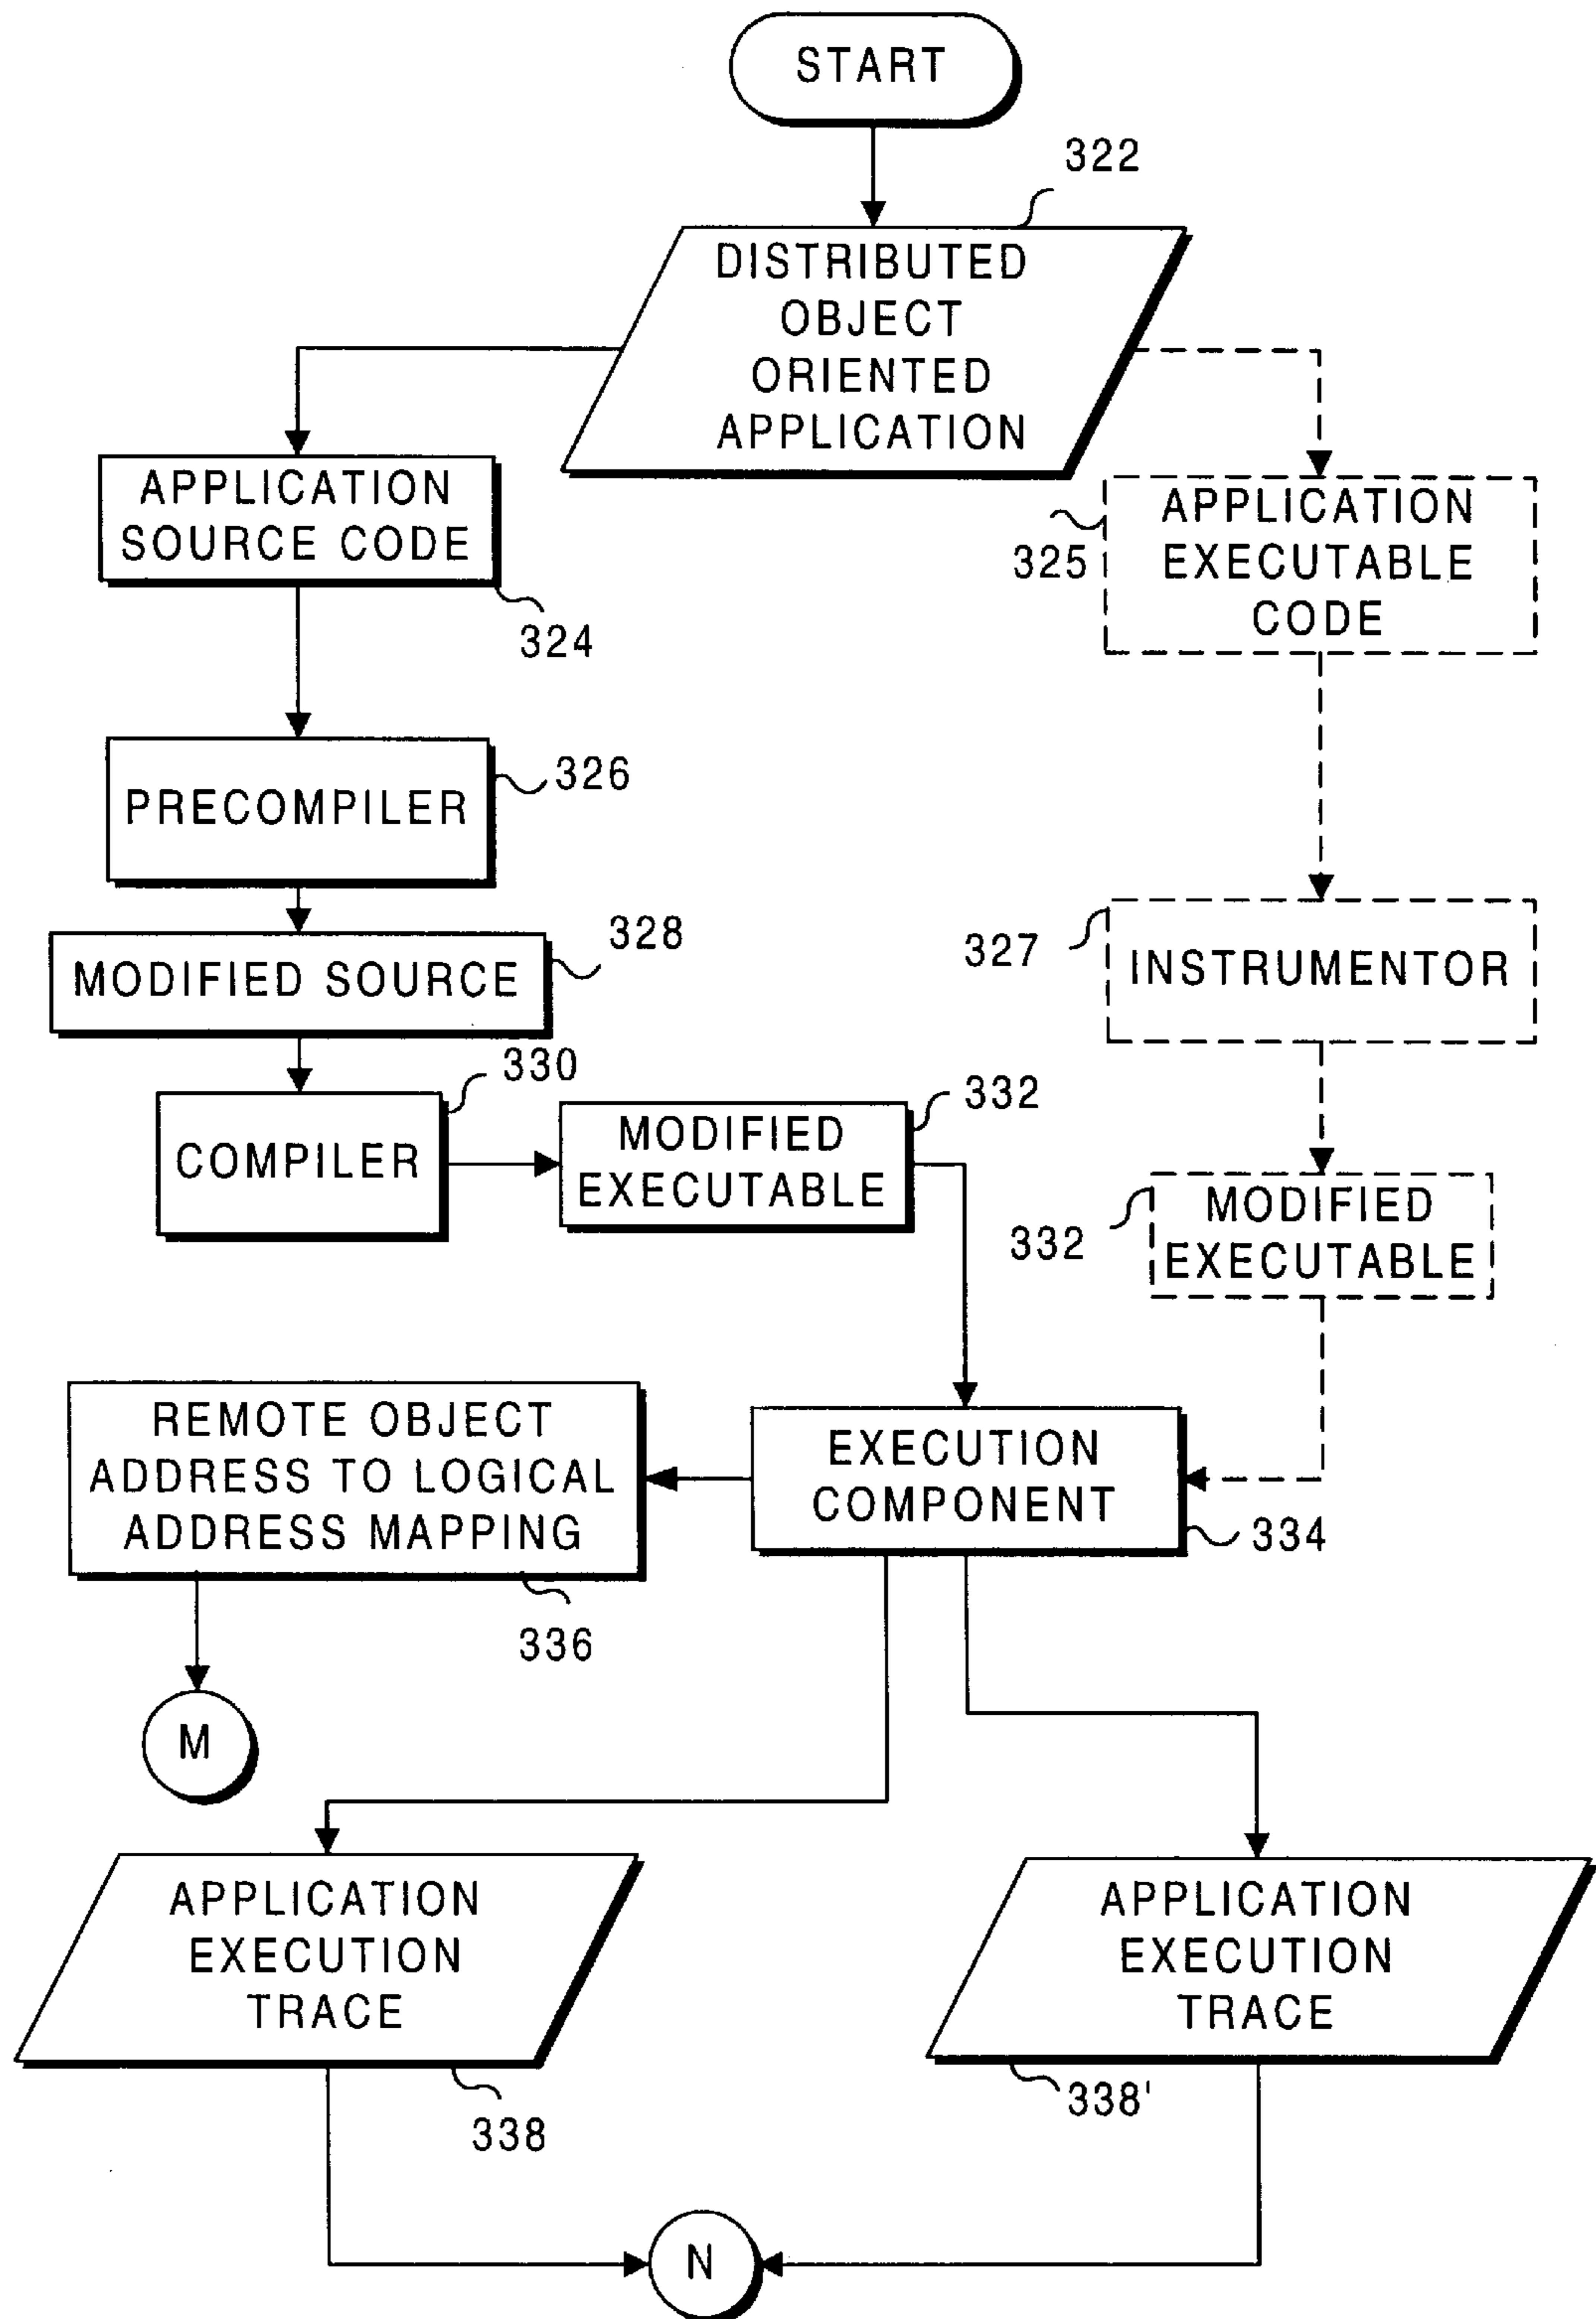 START
322
DISTRIBUTED
OBJECT
ORIENTED
APPLICATION
APPLICATION
SOURCE CODE
324
APPLICATION
EXECUTABLE
CODE
325
PRECOMPILER
326
327
INSTRUMENTOR
MODIFIED SOURCE
328
COMPILER
330
MODIFIED
EXECUTABLE
332
MODIFIED
EXECUTABLE
332
REMOTE OBJECT
ADDRESS TO LOGICAL
ADDRESS MAPPING
336
EXECUTION
COMPONENT
334
M
APPLICATION
EXECUTION
TRACE
338
APPLICATION
EXECUTION
TRACE
338'
N